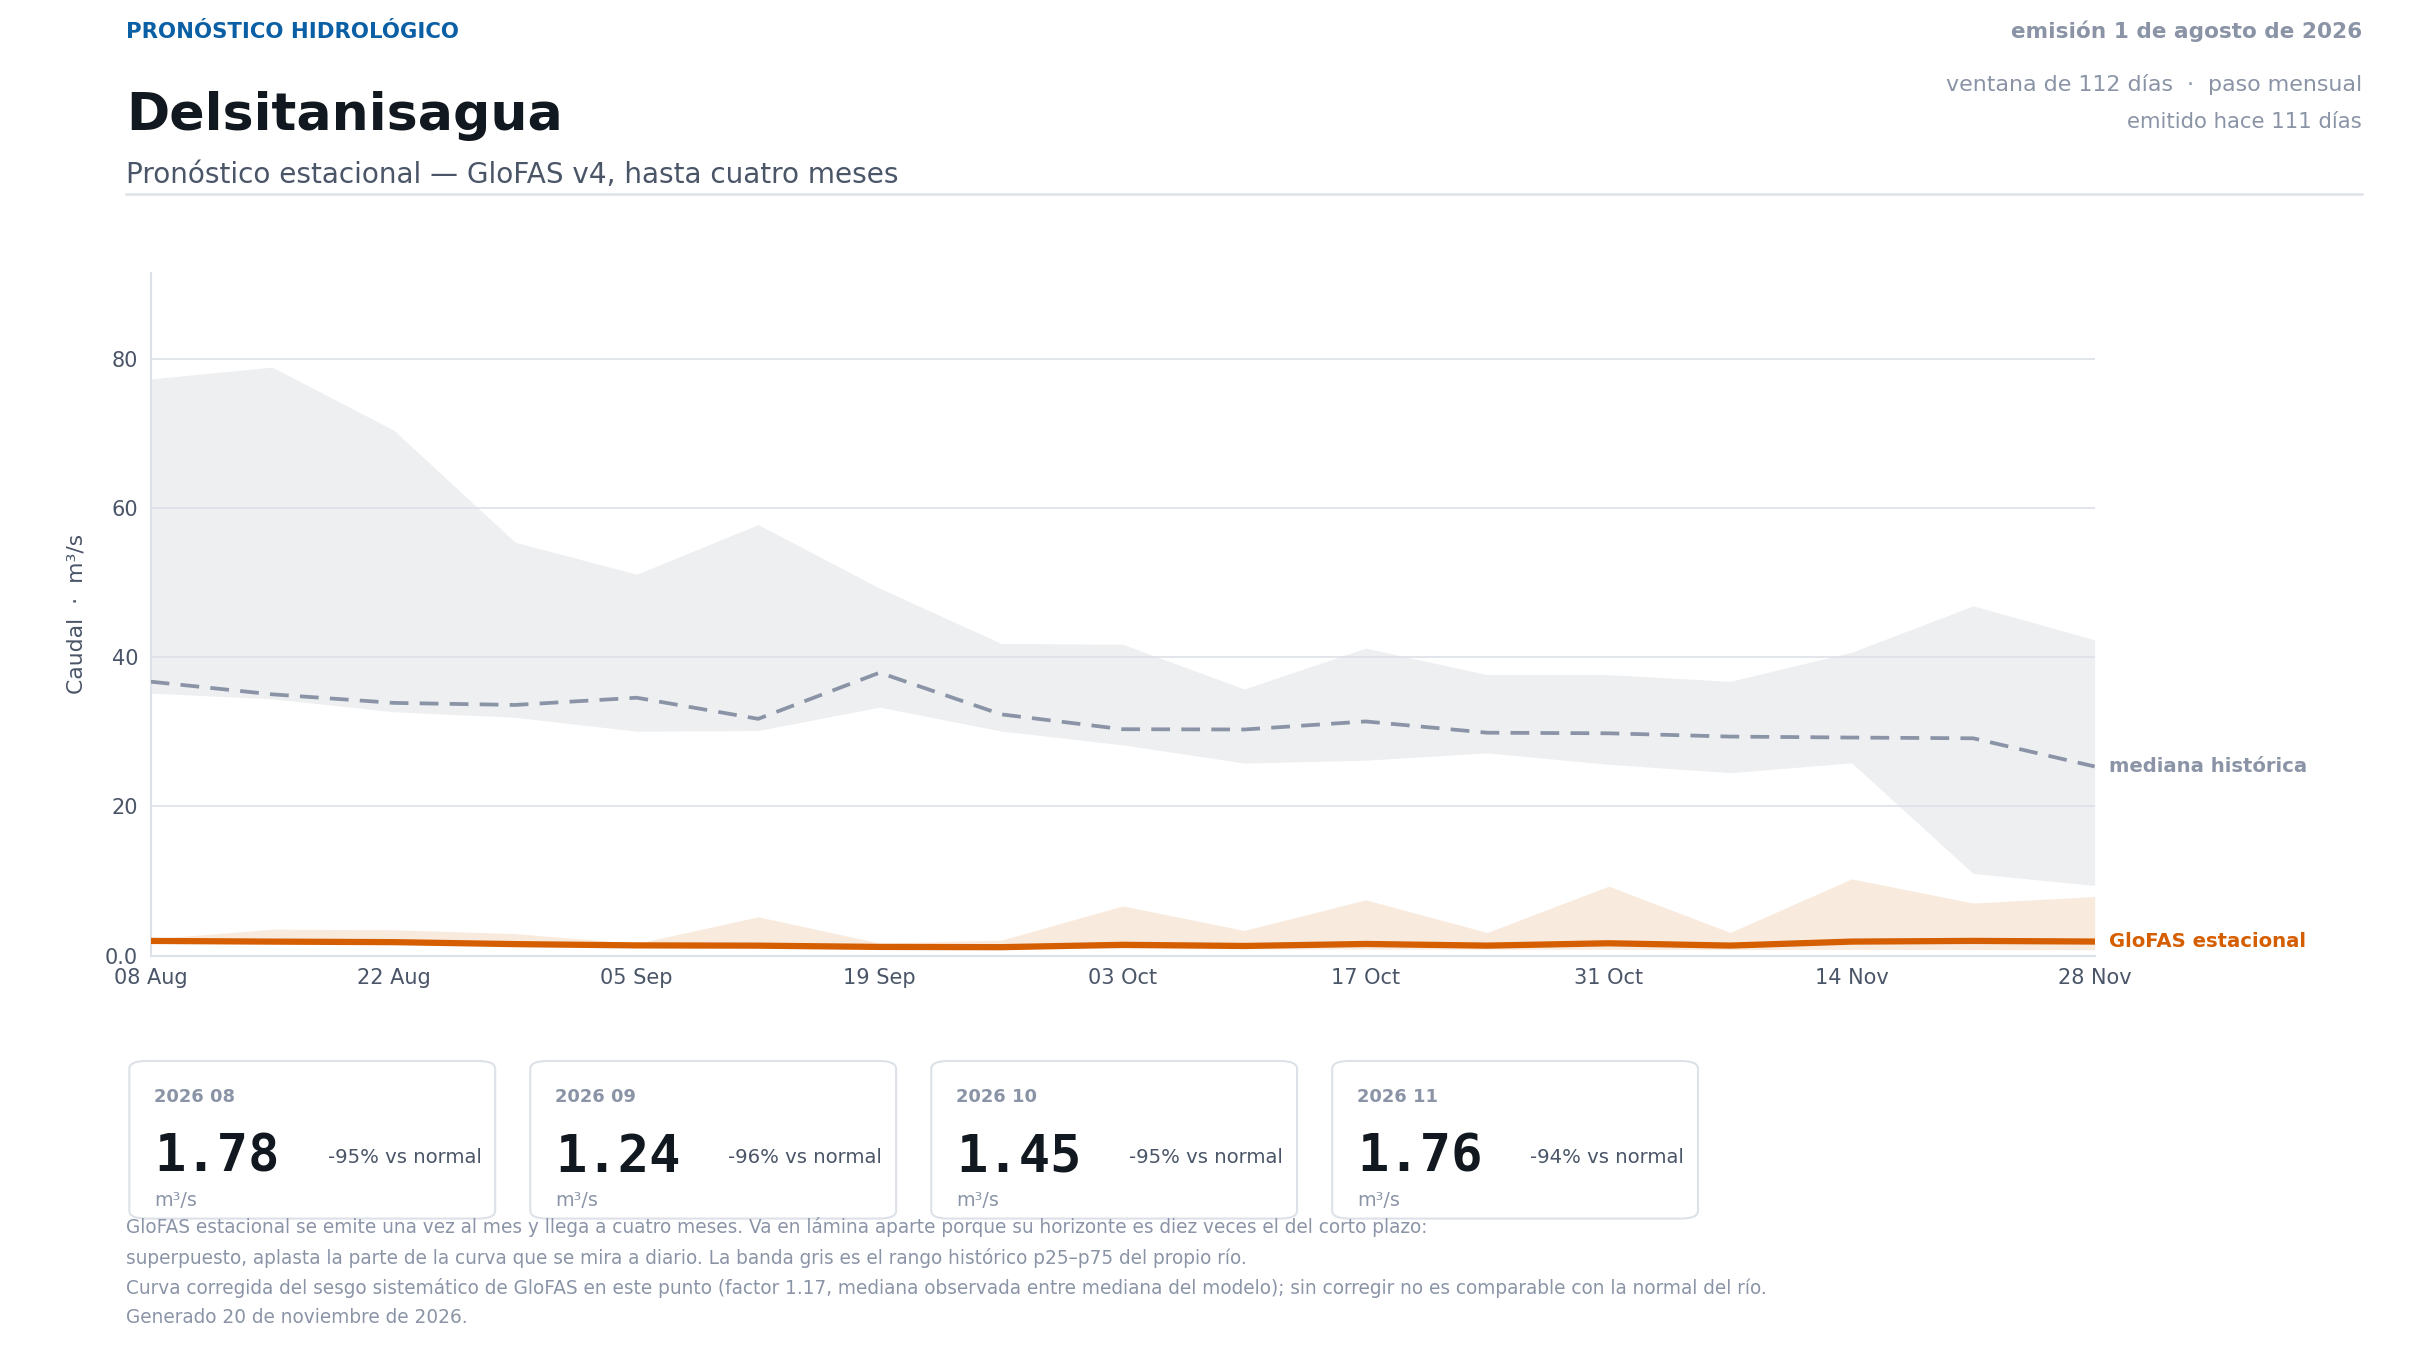 PRONÓSTICO HIDROLÓGICO
emisión 1 de agosto de 2026
ventana de 112 días · paso mensual
Delsitanisagua
emitido hace 111 días
Pronóstico estacional — GloFAS v4, hasta cuatro meses
Caudal · m³/s
80
60
40
20
0.0
mediana histórica
GloFAS estacional
08 Aug 22 Aug 05 Sep 19 Sep 03 Oct 17 Oct 31 Oct 14 Nov 28 Nov
2026 08
1.78 -95% vs normal
m³/s
2026 09
1.24 -96% vs normal
m³/s
2026 10
1.45 -95% vs normal
m³/s
2026 11
1.76 -94% vs normal
m³/s
GloFAS estacional se emite una vez al mes y llega a cuatro meses. Va en lámina aparte porque su horizonte es diez veces el del corto plazo:
superpuesto, aplasta la parte de la curva que se mira a diario. La banda gris es el rango histórico p25–p75 del propio río.
Curva corregida del sesgo sistemático de GloFAS en este punto (factor 1.17, mediana observada entre mediana del modelo); sin corregir no es comparable con la normal del río.
Generado 20 de noviembre de 2026.